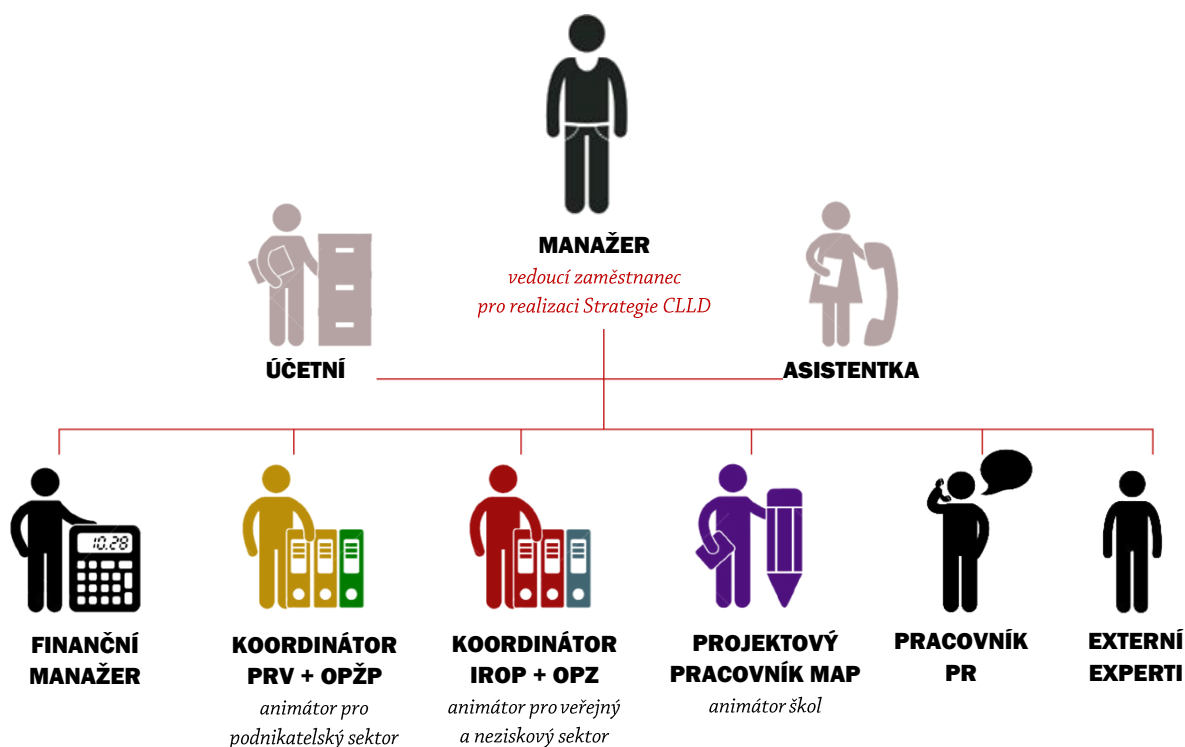 MANAŽER
vedoucí zaměstnanec
pro realizaci Strategie CLLD
ÚČETNÍ
ASISTENTKA
10.28
FINANČNÍ
MANAŽER
KOORDINÁTOR
PRV + OPŽP
animátor pro
podnikatelský sektor
KOORDINÁTOR
IROP + OPZ
animátor pro veřejný
a neziskový sektor
PROJEKTOVÝ
PRACOVNÍK MAP
animátor škol
PRACOVNÍK
PR
EXTERNÍ
EXPERTI